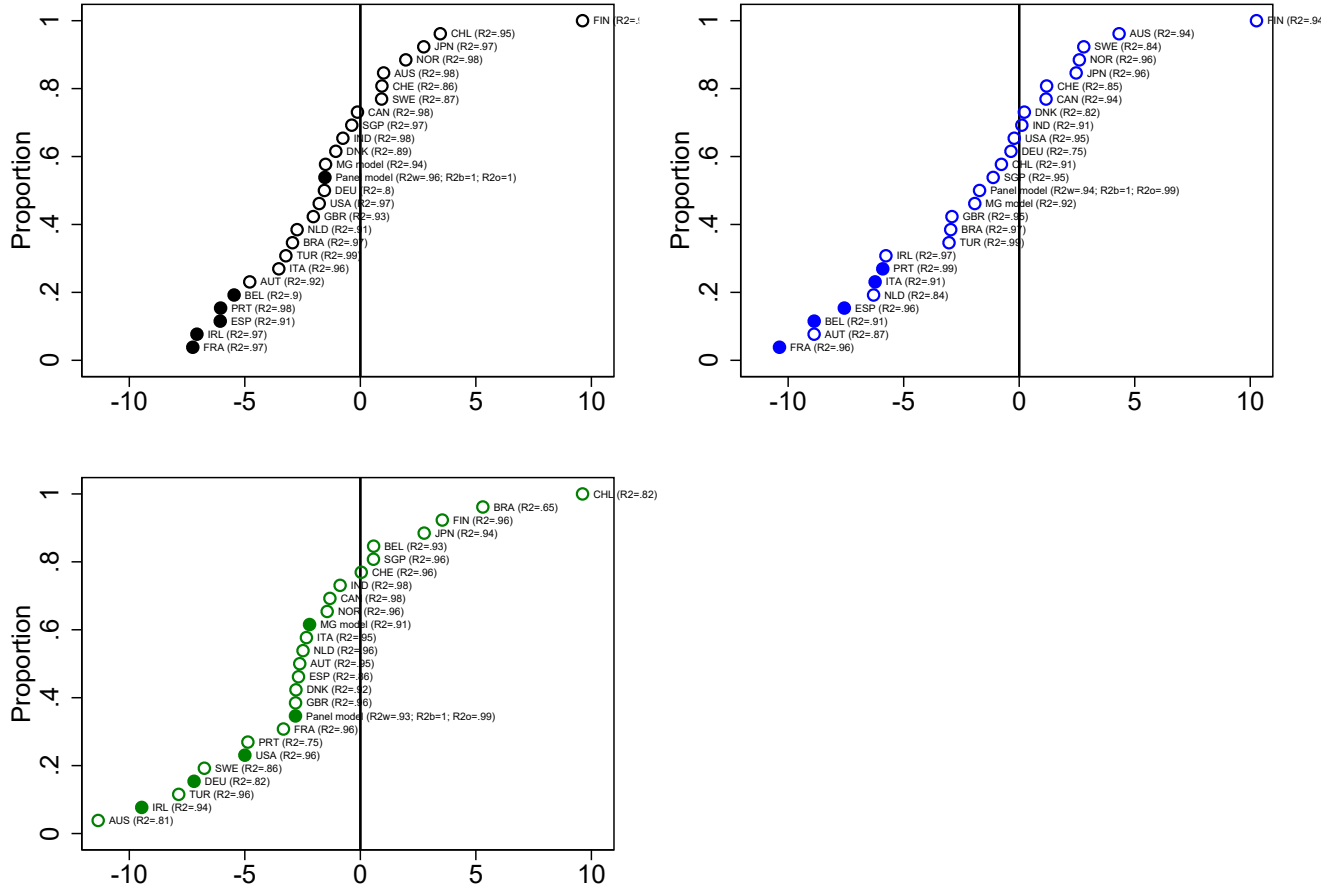 Proportion
1
.8
.6
.4
.2
0
FIN (R2=.
CHL (R2=.95)
JPN (R2=.97)
NOR (R2=.98)
AUS (R2=.98)
CHE (R2=.86)
SWE (R2=.87)
CAN (R2=.98)
SGP (R2=.97)
IND (R2=.98)
DNK (R2=.89)
MG model (R2=.94)
Panel model (R2w=.96; R2b=1; R2o=1)
DEU (R2=.8)
USA (R2=.97)
GBR (R2=.93)
NLD (R2=.91)
BRA (R2=.97)
TUR (R2=.99)
ITA (R2=.96)
AUT (R2=.92)
BEL (R2=.9)
PRT (R2=.98)
ESP (R2=.91)
IRL (R2=.97)
FRA (R2=.97)
-10 -5 0 5 10
Proportion
1
.8
.6
.4
.2
0
FIN (R2=.94
AUS (R2=.94)
SWE (R2=.84)
NOR (R2=.96)
JPN (R2=.96)
CHE (R2=.85)
CAN (R2=.94)
DNK (R2=.82)
IND (R2=.91)
USA (R2=.95)
DEU (R2=.75)
CHL (R2=.91)
SGP (R2=.95)
Panel model (R2w=.94; R2b=1; R2o=.99)
MG model (R2=.92)
GBR (R2=.95)
BRA (R2=.97)
TUR (R2=.99)
IRL (R2=.97)
PRT (R2=.99)
ITA (R2=.91)
NLD (R2=.84)
ESP (R2=.96)
BEL (R2=.91)
AUT (R2=.87)
FRA (R2=.96)
-10 -5 0 5 10
Proportion
1
.8
.6
.4
.2
0
CHL (R2=.82)
BRA (R2=.65)
FIN (R2=.96)
JPN (R2=.94)
BEL (R2=.93)
SGP (R2=.96)
CHE (R2=.96)
IND (R2=.98)
CAN (R2=.98)
NOR (R2=.96)
MG model (R2=.91)
ITA (R2=.95)
NLD (R2=.96)
AUT (R2=.95)
ESP (R2=.86)
DNK (R2=.92)
GBR (R2=.96)
Panel model (R2w=.93; R2b=1; R2o=.99)
FRA (R2=.96)
PRT (R2=.75)
USA (R2=.96)
SWE (R2=.86)
DEU (R2=.82)
TUR (R2=.96)
IRL (R2=.94)
AUS (R2=.81)
-10 -5 0 5 10